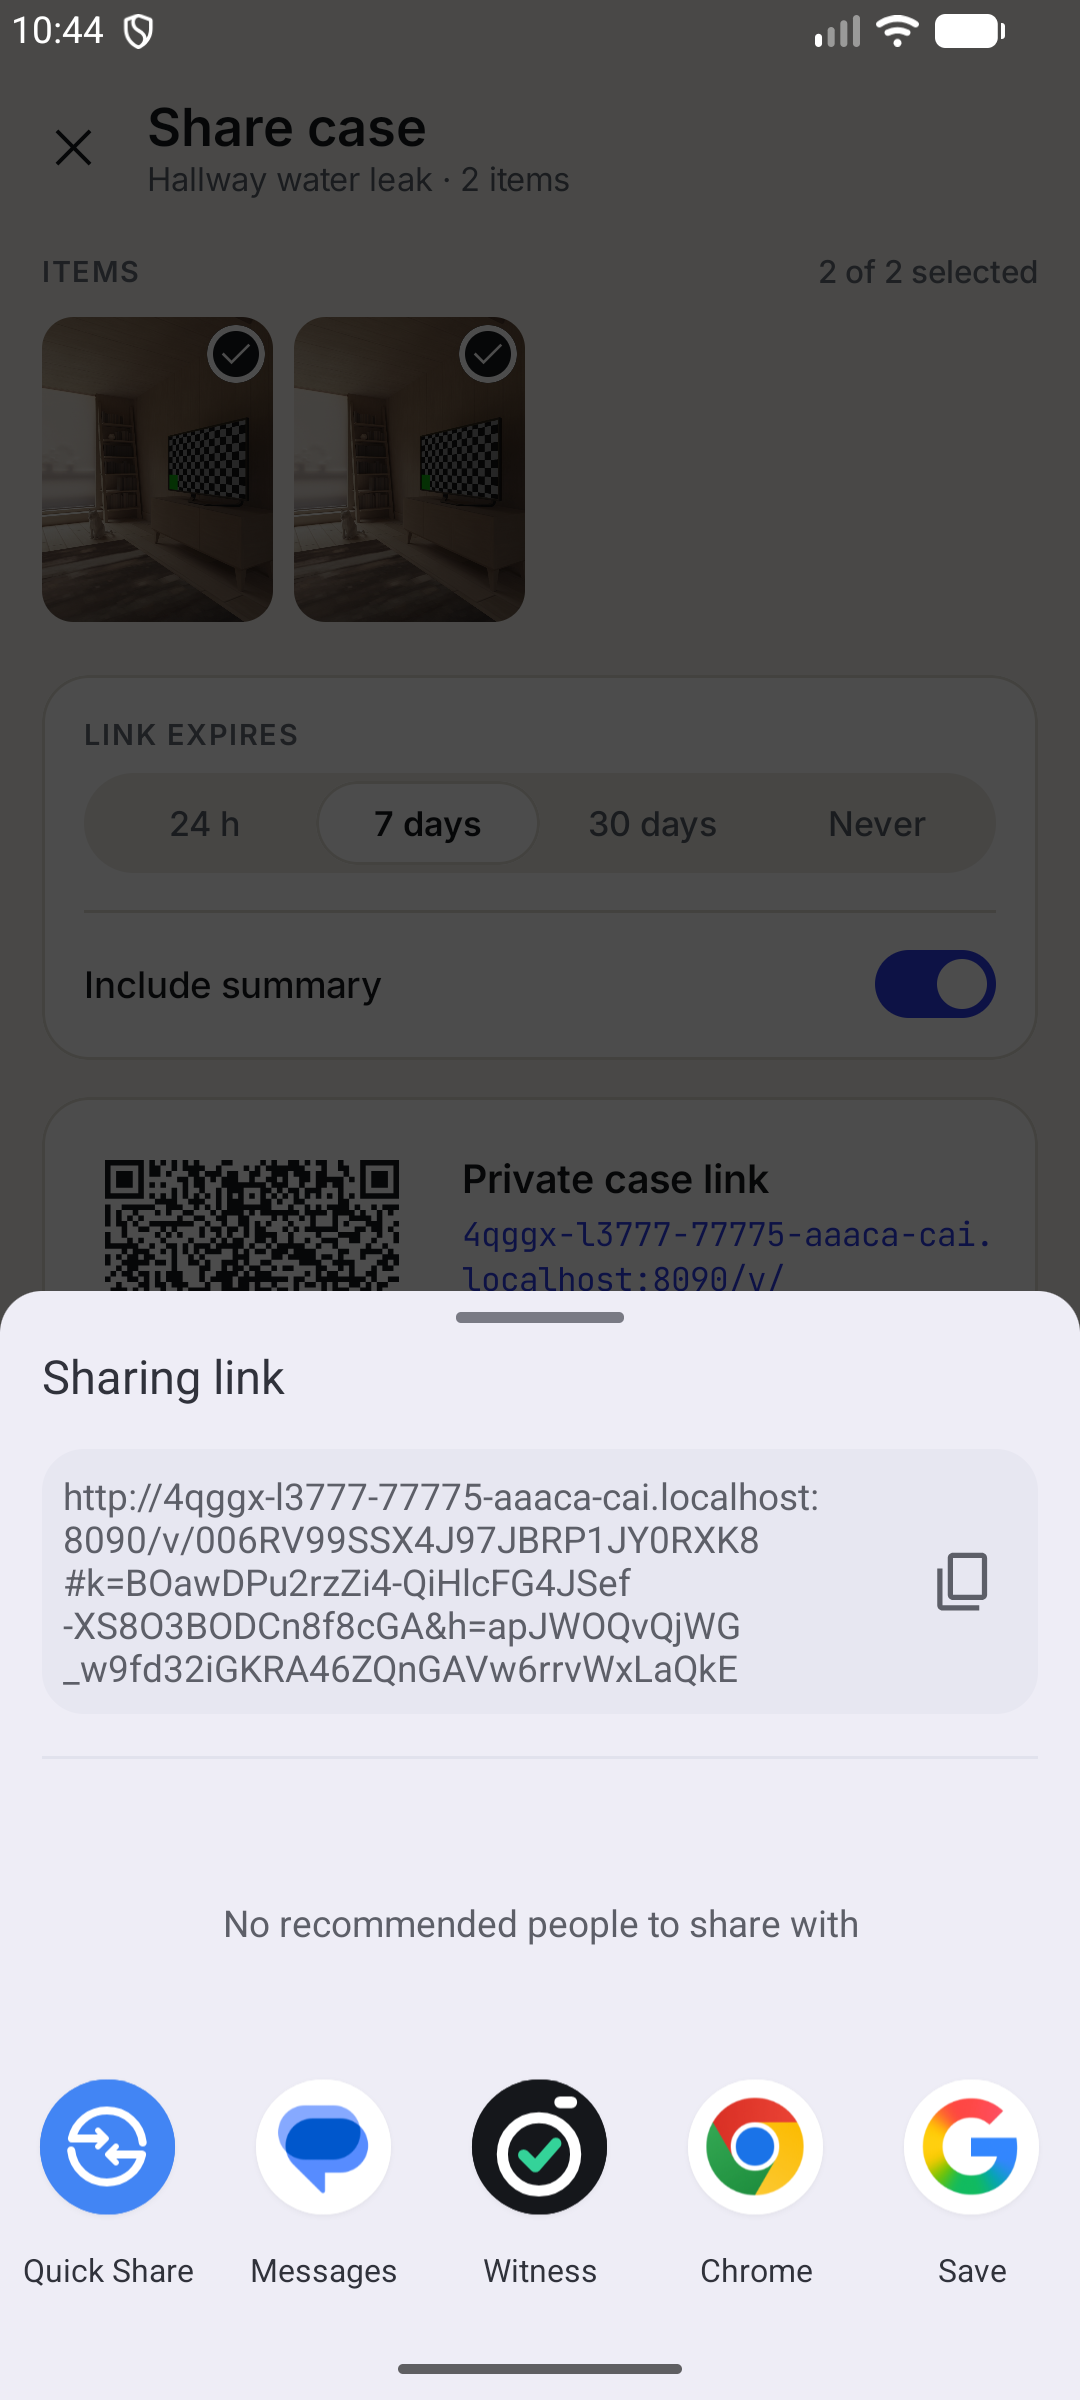 10:44
Share case
Hallway water leak · 2 items
ITEMS
2 of 2 selected
LINK EXPIRES
24 h
7 days
30 days
Never
Include summary
Private case link
4qggx-l3777-77775-aaaca-cai.
localhost:8090/v/
Sharing link
http://4qggx-l3777-77775-aaaca-cai.localhost:
8090/v/006RV99SSX4J97JBRP1JY0RXK8
#k=BOawDPu2rzZi4-QiHlcFG4JSef
-XS8O3BODCn8f8cGA&h=apJWOQvQjWG
_w9fd32iGKRA46ZQnGAVw6rrvWxLaQkE
No recommended people to share with
Quick Share
Messages
Witness
Chrome
Save